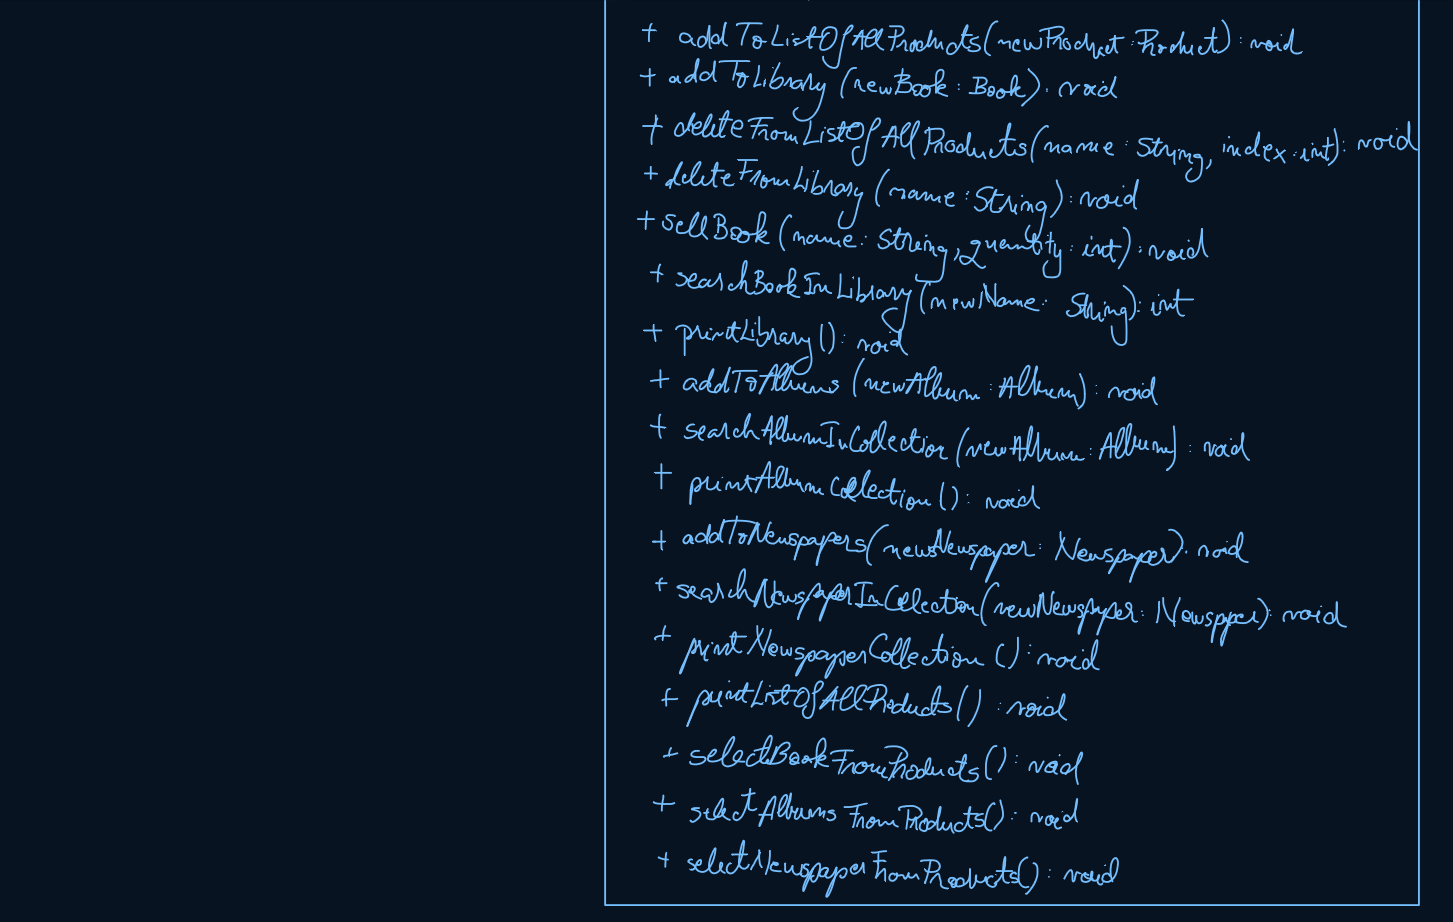 + addToListOfAllProducts(newProduct : Product) : void
+ addToLibrary (newBook : Book) : void
+ deleteFromListOfAllProducts(name : String, index : int) : void
+ deleteFromLibrary (name : String) : void
+ sellBook (name : String, quantity : int) : void
+ searchBookInLibrary (newName : String) : int
+ printLibrary() : void
+ addToAlbums (newAlbum : Album) : void
+ searchAlbumInCollection (newAlbum : Album) : void
+ printAlbumCollection () : void
+ addToNewspapers(newNewspaper : Newspaper) : void
+ searchNewspaperInCollection(newNewspaper : Newspaper) : void
+ printNewspaperCollection () : void
+ printListOfAllProducts() : void
+ selectBookFromProducts() : void
+ selectAlbumsFromProducts() : void
+ selectNewspaperFromProducts() : void